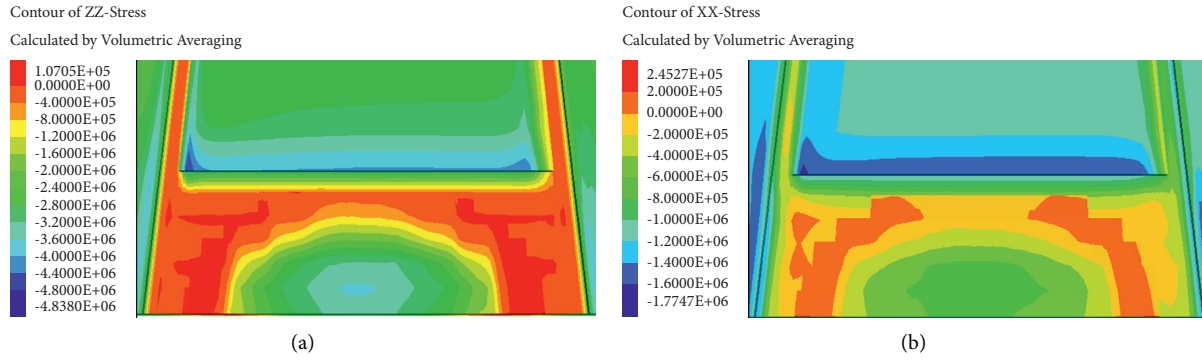 Contour of ZZ-Stress
Calculated by Volumetric Averaging
1.0705E+05
0.0000E+00
-4.0000E+05
-8.0000E+05
-1.2000E+06
-1.6000E+06
-2.0000E+06
-2.4000E+06
-2.8000E+06
-3.2000E+06
-3.6000E+06
-4.0000E+06
-4.4000E+06
-4.8000E+06
-4.8380E+06
(a)
Contour of XX-Stress
Calculated by Volumetric Averaging
2.4527E+05
2.0000E+05
0.0000E+00
-2.0000E+05
-4.0000E+05
-6.0000E+05
-8.0000E+05
-1.0000E+06
-1.2000E+06
-1.4000E+06
-1.6000E+06
-1.7747E+06
(b)